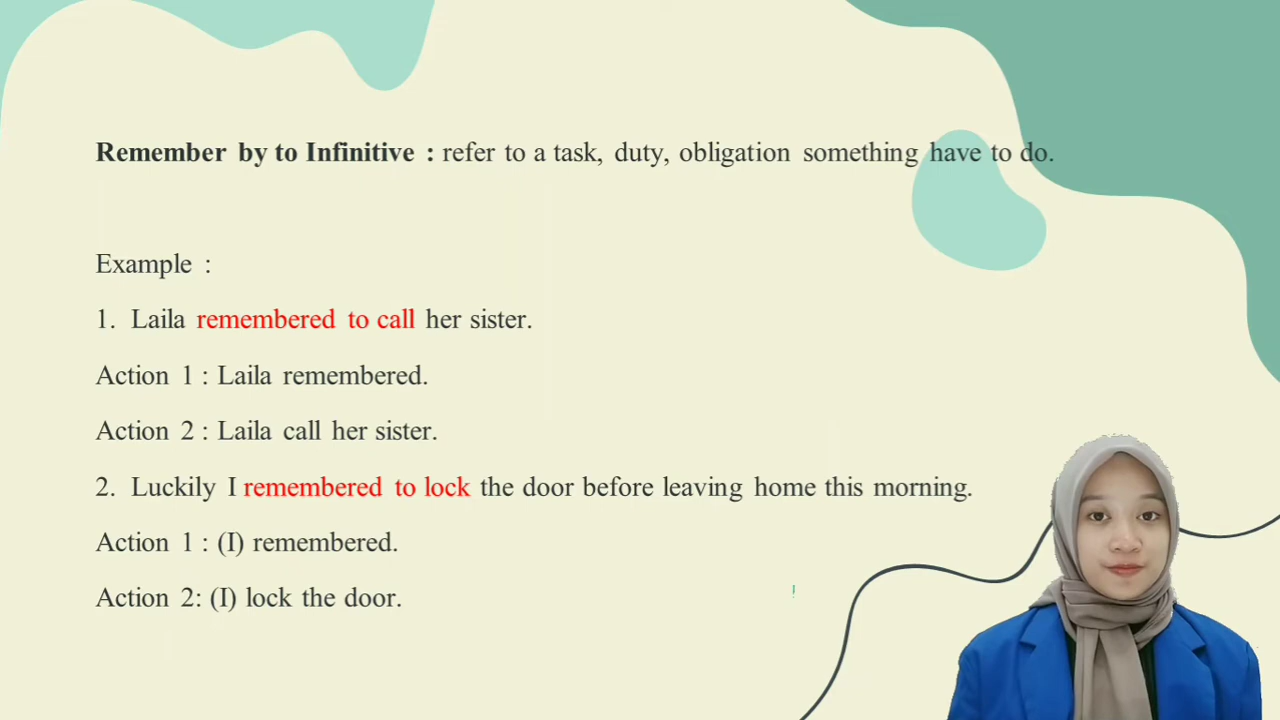 Remember by to Infinitive : refer to a task, duty, obligation something have to do.
Example :
1. Laila remembered to call her sister.
Action 1 : Laila remembered.
Action 2 : Laila call her sister.
2. Luckily I remembered to lock the door before leaving home this morning.
Action 1 : (I) remembered.
Action 2: (I) lock the door.
!